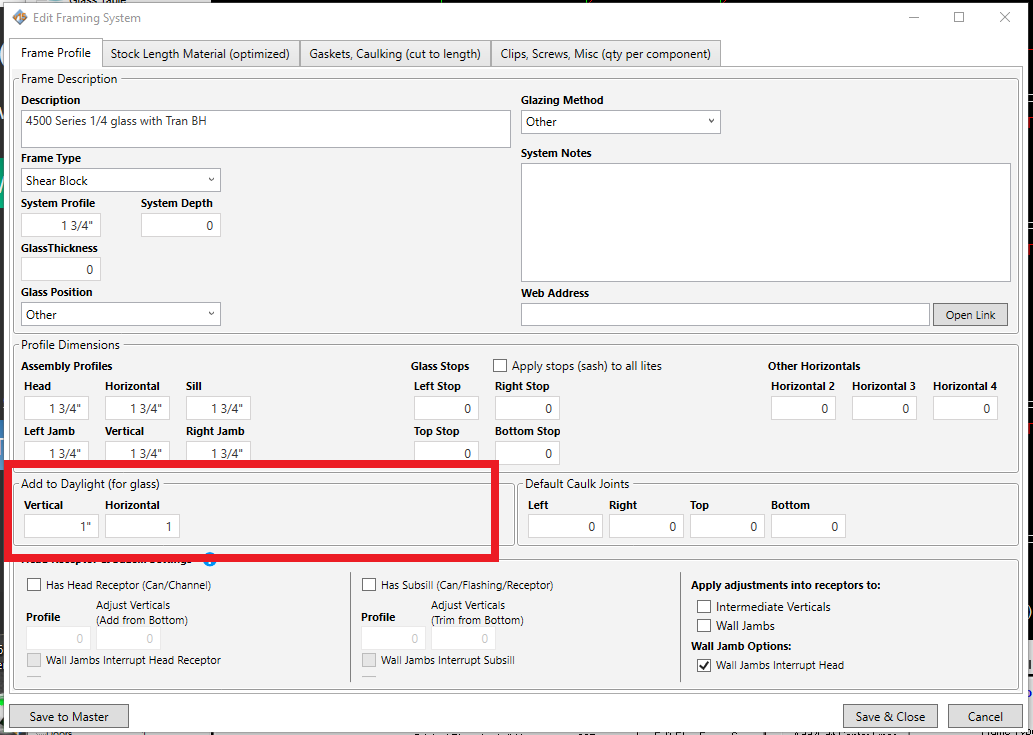 Edit Framing System
Frame Profile
Stock Length Material (optimized)
Gaskets, Caulking (cut to length)
Clips, Screws, Misc (qty per component)
Frame Description
Description
4500 Series 1/4 glass with Tran BH
Glazing Method
Other
Frame Type
Shear Block
System Notes
System Profile
System Depth
1 3/4"
0
GlassThickness
0
Glass Position
Other
Web Address
Open Link
Profile Dimensions
Assembly Profiles
Head
Horizontal
Sill
1 3/4"
1 3/4"
1 3/4"
Left Jamb
Vertical
Right Jamb
1 3/4"
1 3/4"
1 3/4"
Glass Stops
Apply stops (sash) to all lites
Left Stop
Right Stop
0
0
Top Stop
Bottom Stop
0
0
Other Horizontals
Horizontal 2
Horizontal 3
Horizontal 4
0
0
0
Add to Daylight (for glass)
Vertical
Horizontal
1"
1
Default Caulk Joints
Left
Right
Top
Bottom
0
0
0
0
Has Head Receptor (Can/Channel)
Profile
Adjust Verticals
(Add from Bottom)
0
0
Wall Jambs Interrupt Head Receptor
Has Subsill (Can/Flashing/Receptor)
Profile
Adjust Verticals
(Trim from Bottom)
0
0
Wall Jambs Interrupt Subsill
Apply adjustments into receptors to:
Intermediate Verticals
Wall Jambs
Wall Jamb Options:
Wall Jambs Interrupt Head
Save to Master
Save & Close
Cancel